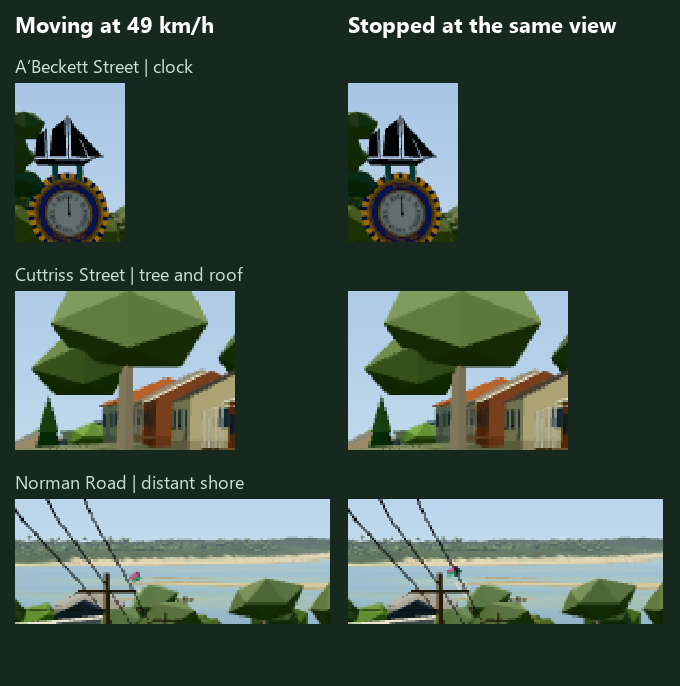 Moving at 49 km/h
Stopped at the same view
A’Beckett Street | clock
Cuttriss Street | tree and roof
Norman Road | distant shore